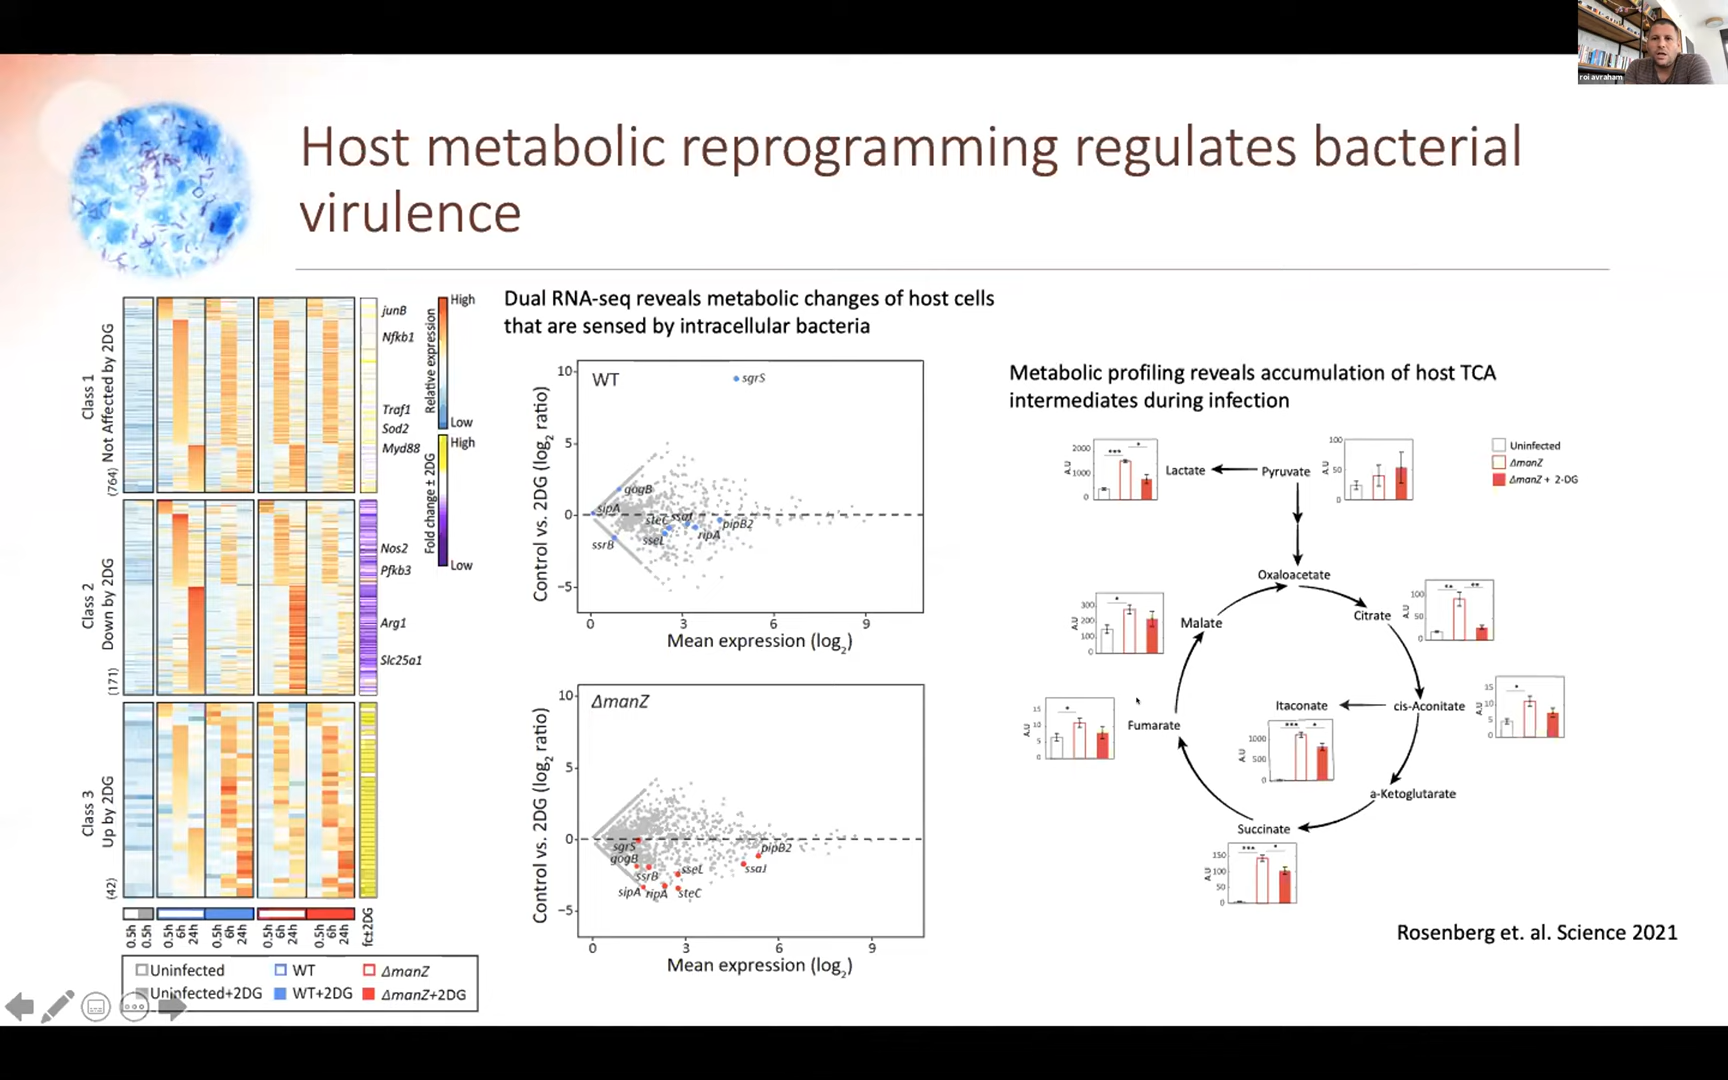 roi avraham
Host metabolic reprogramming regulates bacterial
virulence
Class 1
Not Affected by 2DG
(764)
Class 2
Down by 2DG
(171)
Class 3
Up by 2DG
(42)
junB
Nfkb1
Traf1
Sod2
Myd88
Nos2
Pfkb3
Arg1
Slc25a1
High
Relative expression
Low
High
Fold change ± 2DG
Low
0.5h 0.5h 0.5h 6h 24h 0.5h 6h 24h 0.5h 6h 24h 0.5h 6h 24h fc±2DG
Uninfected WT ΔmanZ
Uninfected+2DG WT+2DG ΔmanZ+2DG
Dual RNA-seq reveals metabolic changes of host cells
that are sensed by intracellular bacteria
Control vs. 2DG (log2 ratio)
10
5
0
−5
WT
sgrS
gogB
sipA
steC ssaJ
pipB2
ssrB
sseL
ripA
0 3 6 9
Mean expression (log2)
Control vs. 2DG (log2 ratio)
10
5
0
−5
ΔmanZ
sgrS
gogB
pipB2
ssrB
sseL
ssaJ
sipA ripA steC
0 3 6 9
Mean expression (log2)
Metabolic profiling reveals accumulation of host TCA
intermediates during infection
Uninfected
ΔmanZ
ΔmanZ + 2-DG
A.U
2000
1000
0
*** *
Lactate
Pyruvate
A.U
100
50
0
Oxaloacetate
A.U
300
200
100
0
*
Malate
Citrate
A.U
100
50
0
** **
A.U
15
10
5
0
*
Fumarate
Itaconate
A.U
1000
500
0
*** *
cis-Aconitate
A.U
15
10
5
0
*
a-Ketoglutarate
Succinate
A.U
150
100
50
0
*** *
Rosenberg et. al. Science 2021